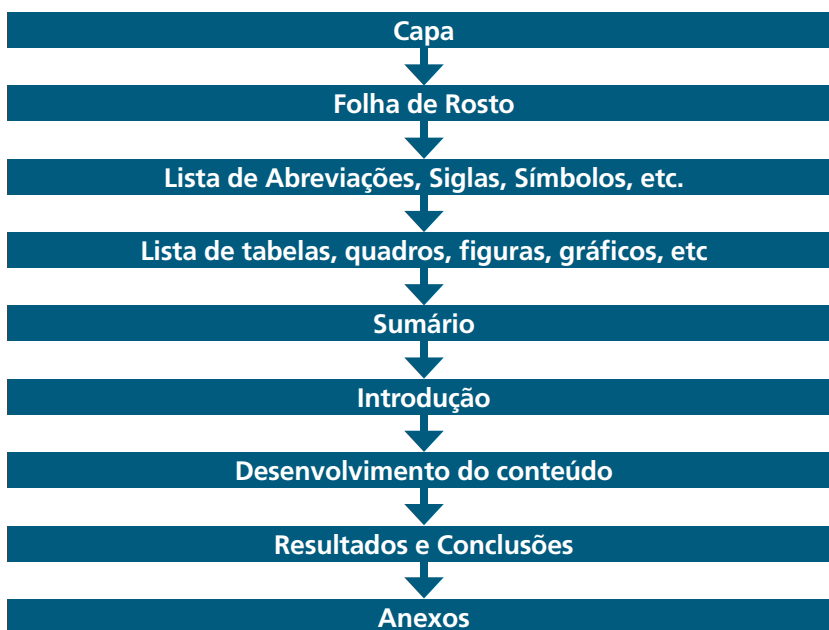 Capa
Folha de Rosto
Lista de Abreviações, Siglas, Símbolos, etc.
Lista de tabelas, quadros, figuras, gráficos, etc
Sumário
Introdução
Desenvolvimento do conteúdo
Resultados e Conclusões
Anexos